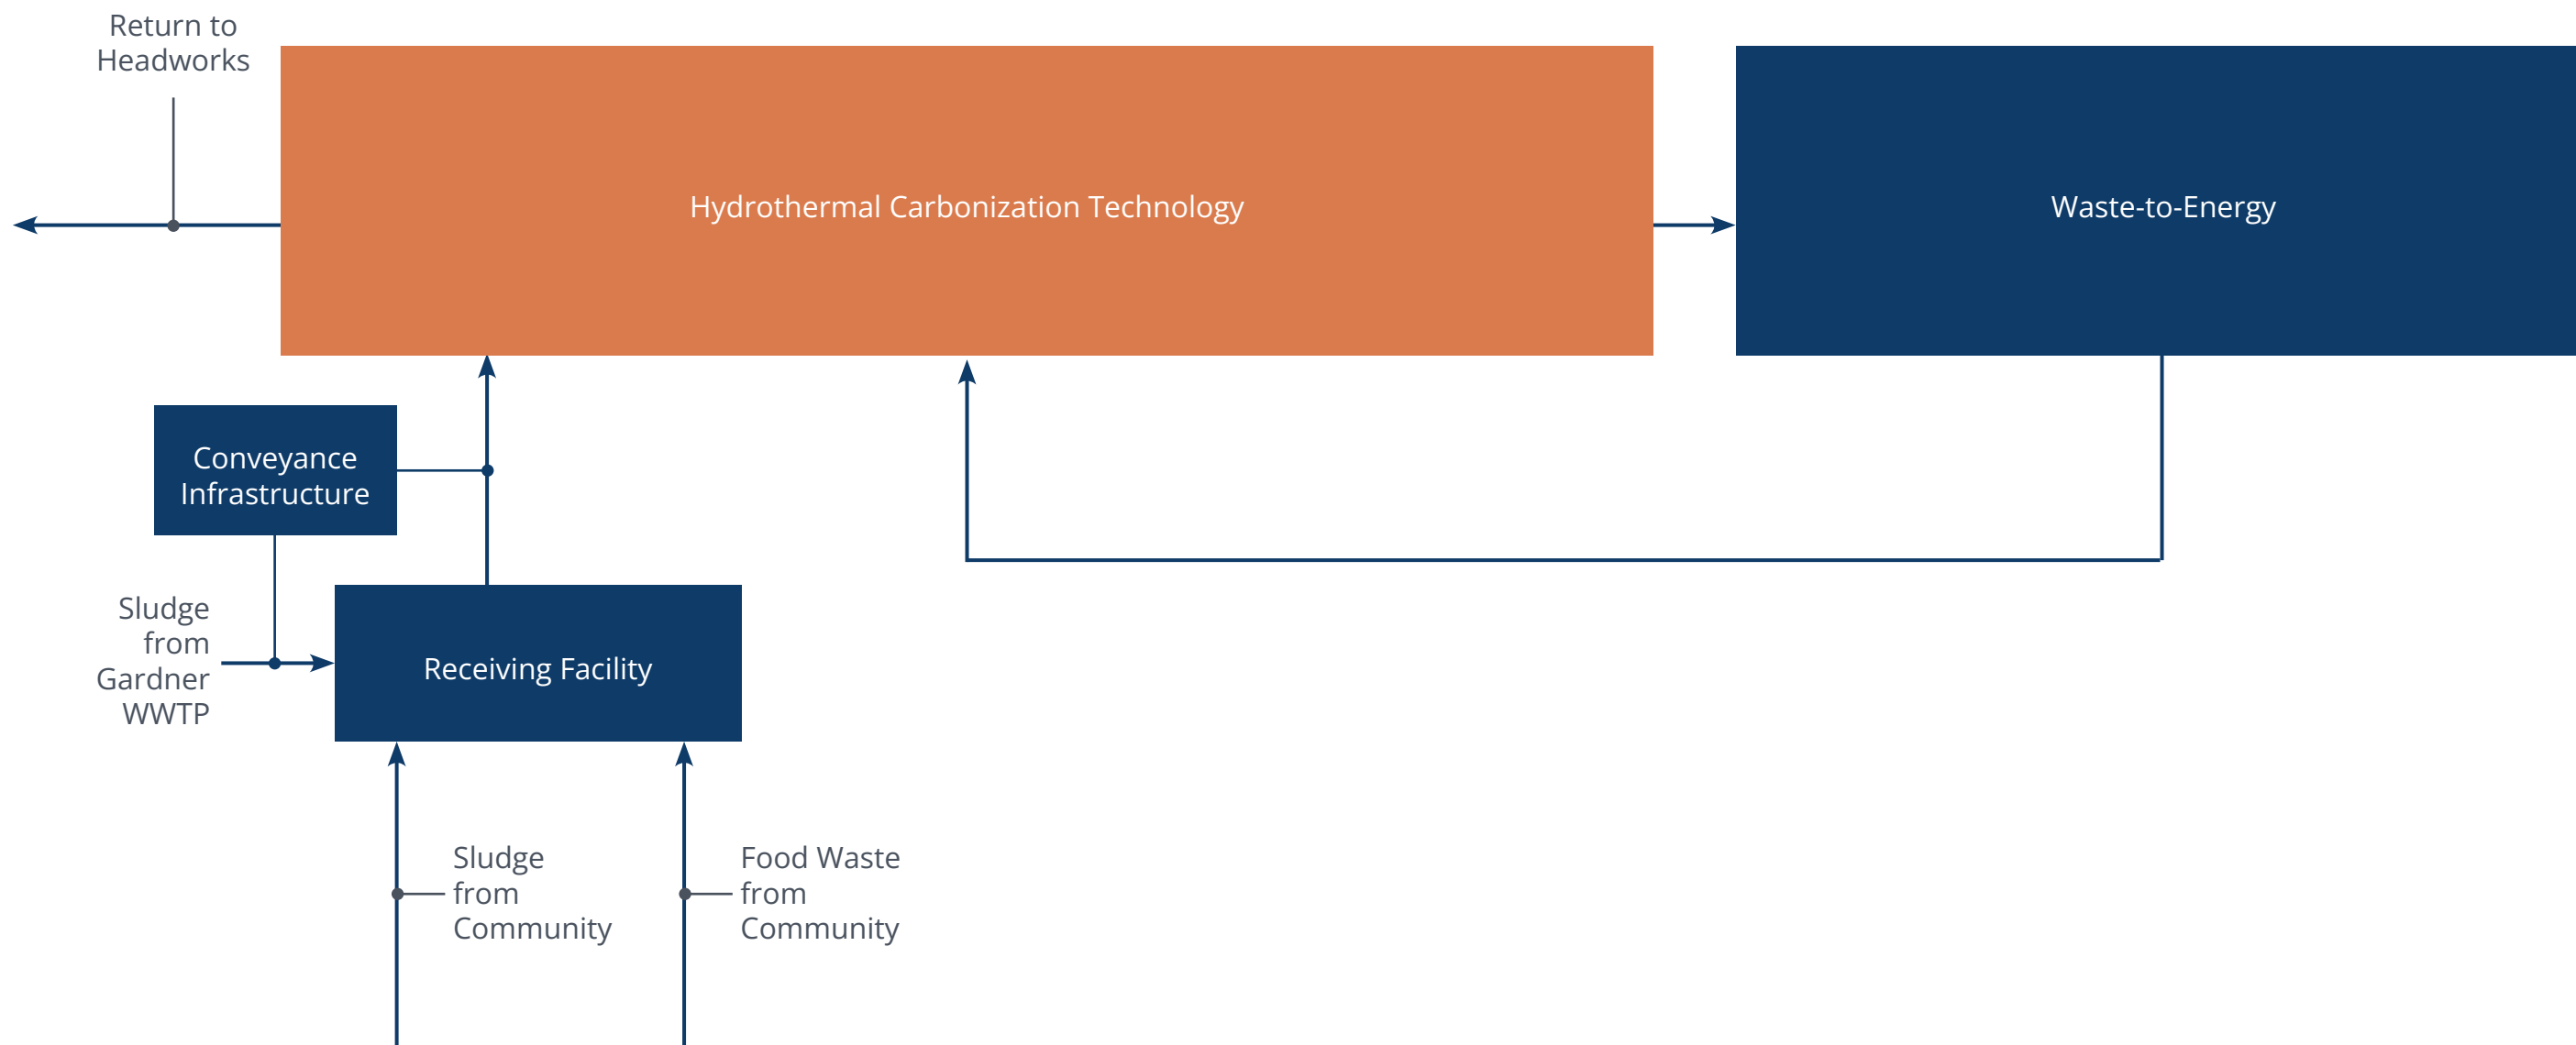 Return to
Headworks
Hydrothermal Carbonization Technology
Waste-to-Energy
Conveyance
Infrastructure
Sludge
from
Gardner
WWTP
Receiving Facility
Sludge
from
Community
Food Waste
from
Community